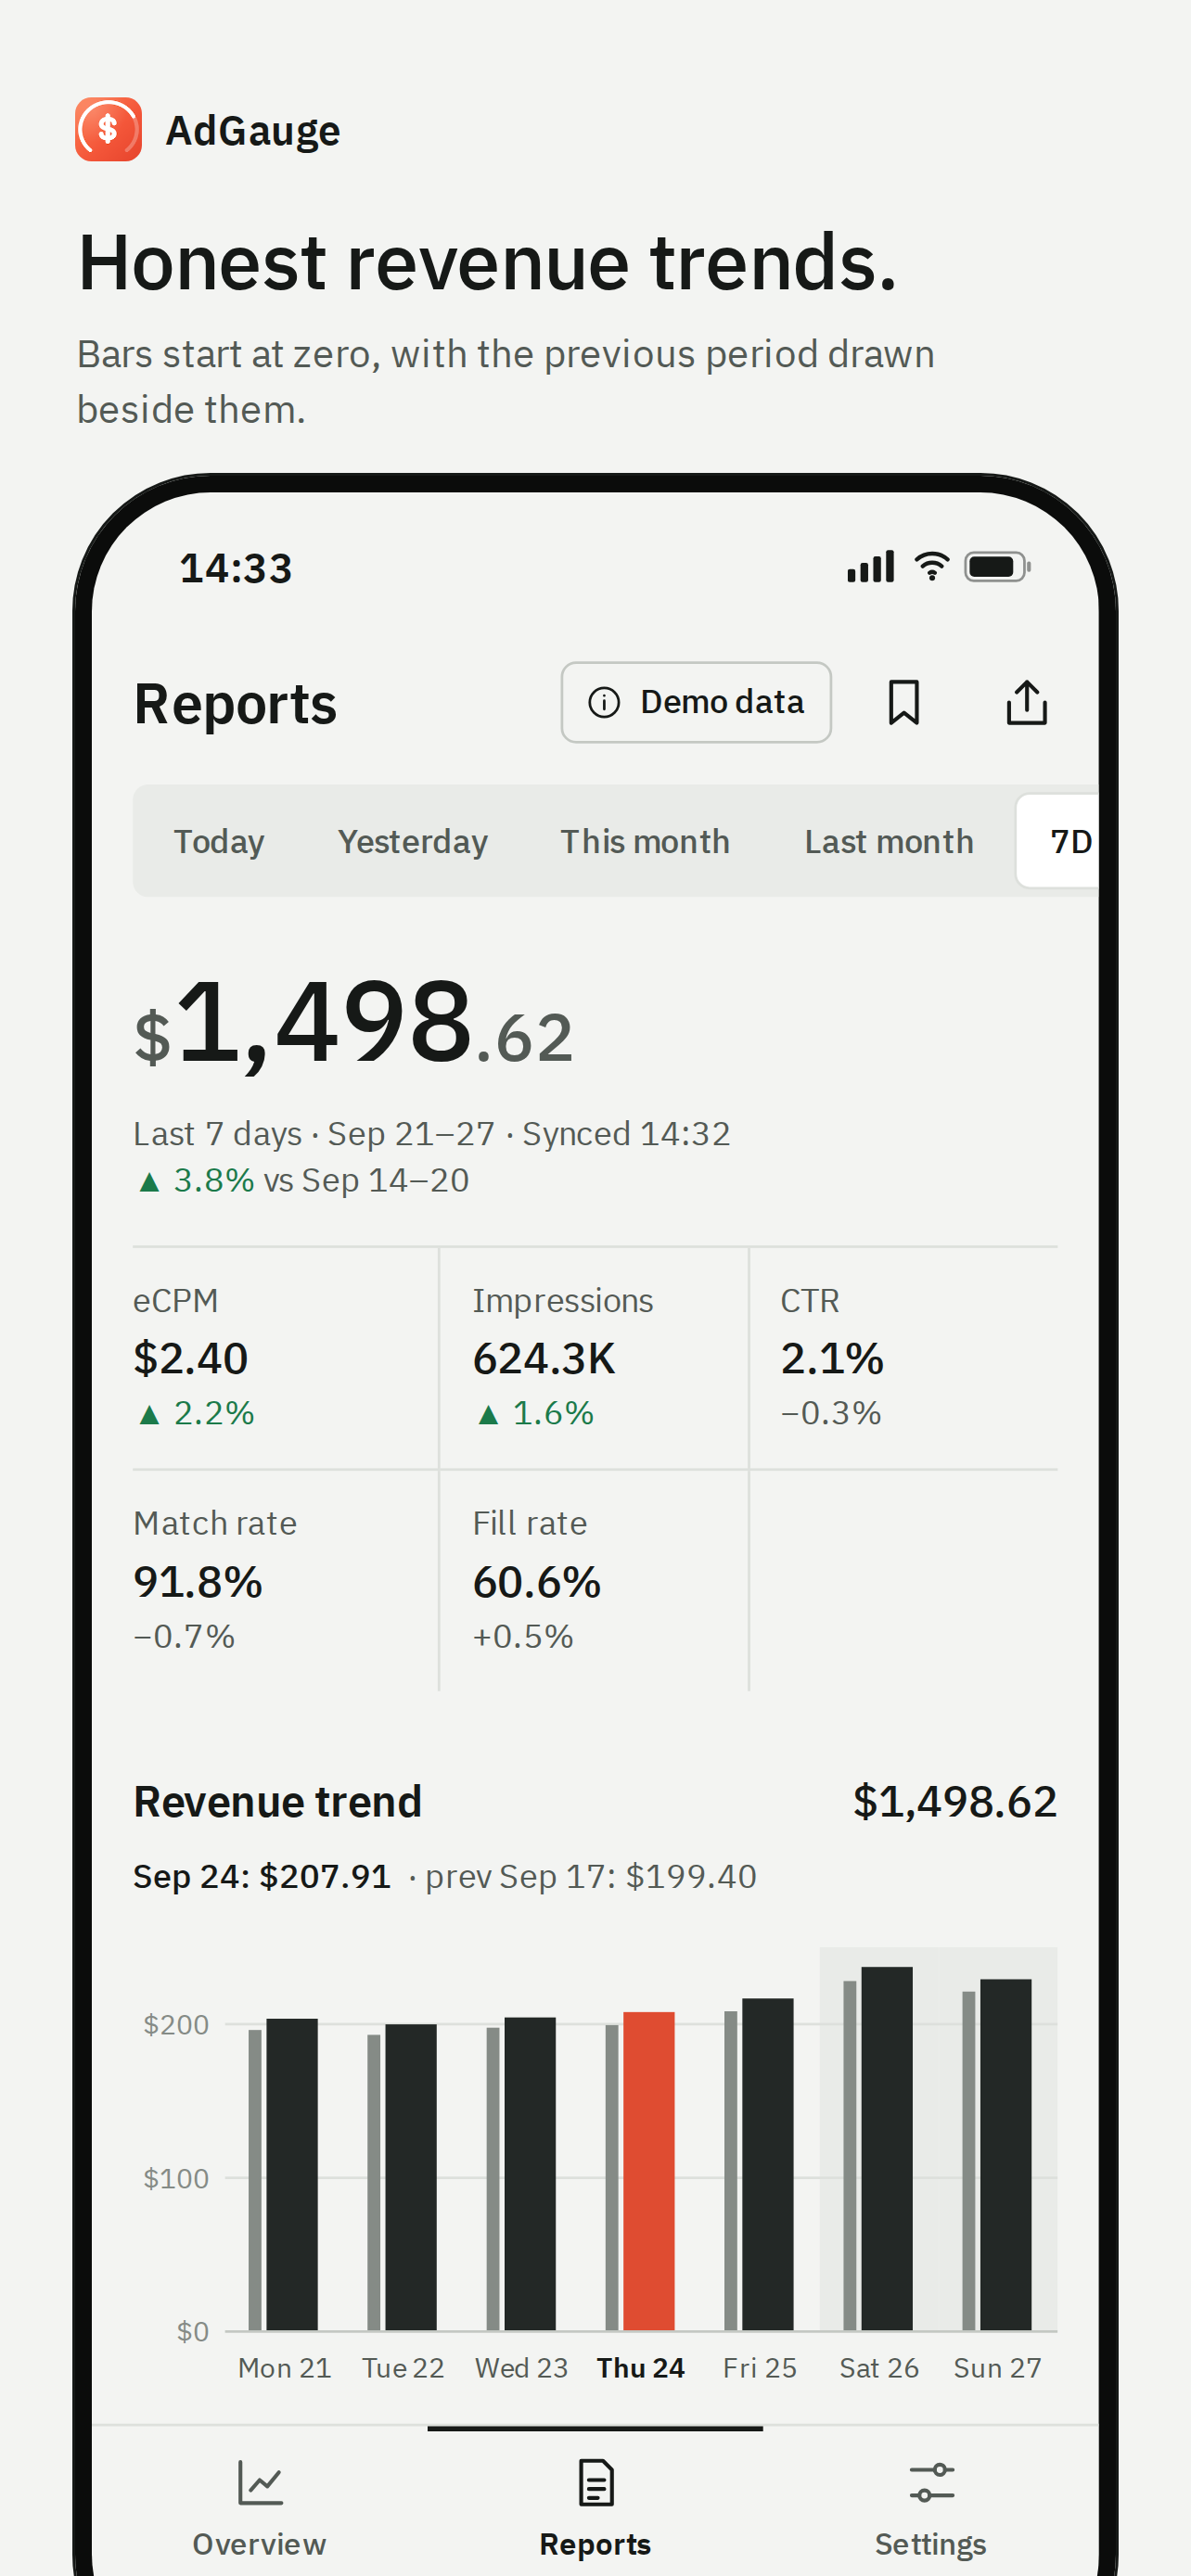 AdGauge
Honest revenue trends.
Bars start at zero, with the previous period drawn
beside them.
14:33
Reports
Demo data
Today Yesterday This month Last month 7D
$1,498.62
Last 7 days · Sep 21–27 · Synced 14:32
▲ 3.8% vs Sep 14–20
eCPM Impressions CTR
$2.40 624.3K 2.1%
▲ 2.2% ▲ 1.6% −0.3%
Match rate Fill rate
91.8% 60.6%
−0.7% +0.5%
Revenue trend $1,498.62
Sep 24: $207.91 · prev Sep 17: $199.40
$200
$100
$0
Mon 21 Tue 22 Wed 23 Thu 24 Fri 25 Sat 26 Sun 27
Overview Reports Settings